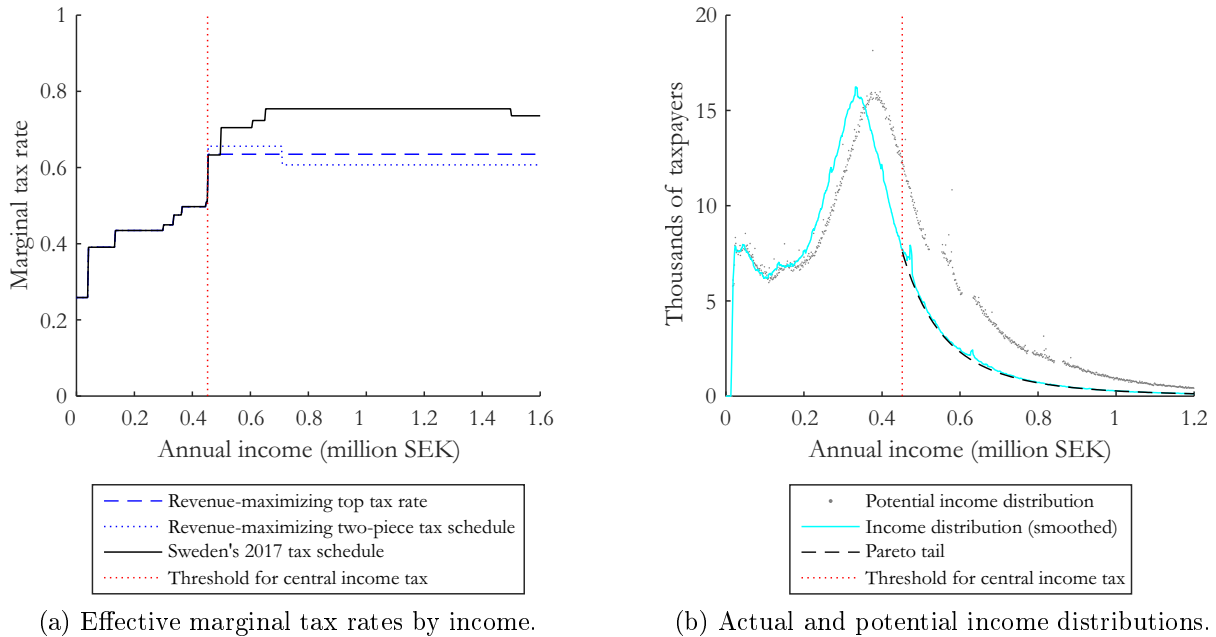 1
0.8
0.6
0.4
0.2
0
Marginal tax rate
0 0.2 0.4 0.6 0.8 1 1.2 1.4 1.6
Annual income (million SEK)
Revenue-maximizing top tax rate
Revenue-maximizing two-piece tax schedule
Sweden's 2017 tax schedule
Threshold for central income tax
(a) Effective marginal tax rates by income.
20
15
10
5
0
Thousands of taxpayers
0 0.2 0.4 0.6 0.8 1 1.2
Annual income (million SEK)
Potential income distribution
Income distribution (smoothed)
Pareto tail
Threshold for central income tax
(b) Actual and potential income distributions.